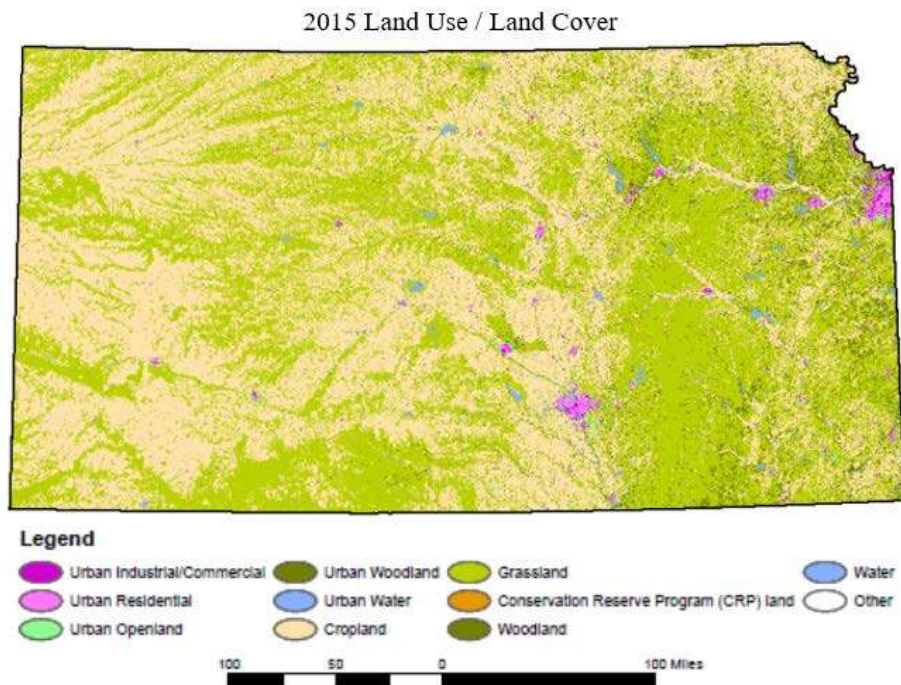 2015 Land Use / Land Cover
Legend
Urban Industrial/Commercial Urban Woodland Grassland Water
Urban Residential Urban Water Conservation Reserve Program (CRP) land Other
Urban Openland Cropland Woodland
100 50 0 100 Miles